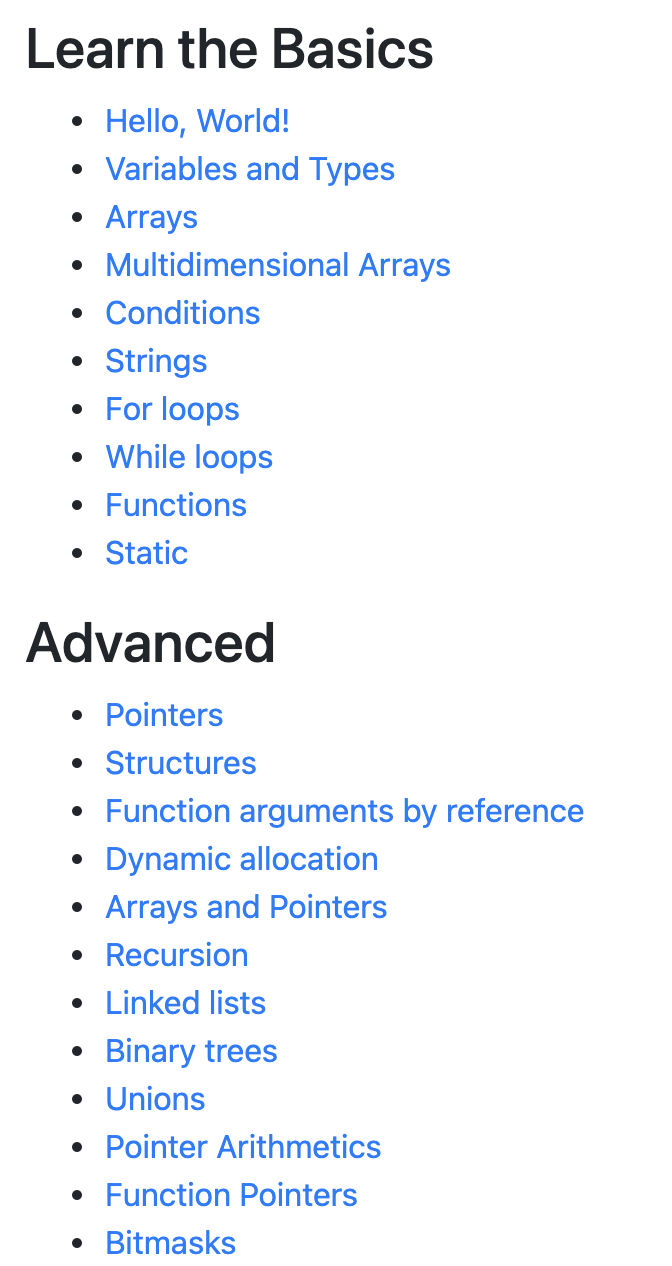 Learn the Basics
Hello, World!
Variables and Types
Arrays
Multidimensional Arrays
Conditions
Strings
For loops
While loops
Functions
Static
Advanced
Pointers
Structures
Function arguments by reference
Dynamic allocation
Arrays and Pointers
Recursion
Linked lists
Binary trees
Unions
Pointer Arithmetics
Function Pointers
Bitmasks